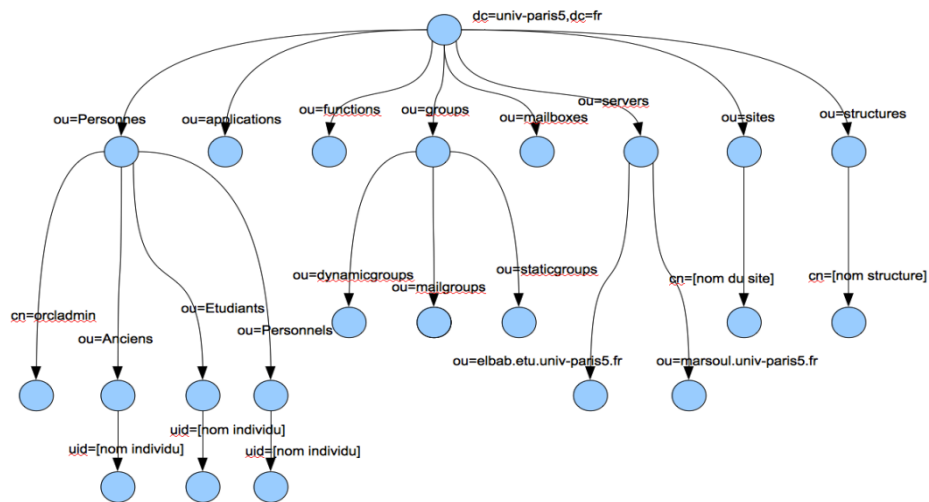 dc=univ-paris5,dc=fr
ou=Personnes
ou=applications
ou=functions
ou=groups
ou=mailboxes
ou=servers
ou=sites
ou=structures
cn=orcladmin
ou=Anciens
ou=Etudiants
ou=Personnels
ou=dynamicgroups
ou=mailgroups
ou=staticgroups
ou=elbab.etu.univ-paris5.fr
ou=marsoul.univ-paris5.fr
cn=[nom du site]
cn=[nom structure]
uid=[nom individu]
uid=[nom individu]
uid=[nom individu]